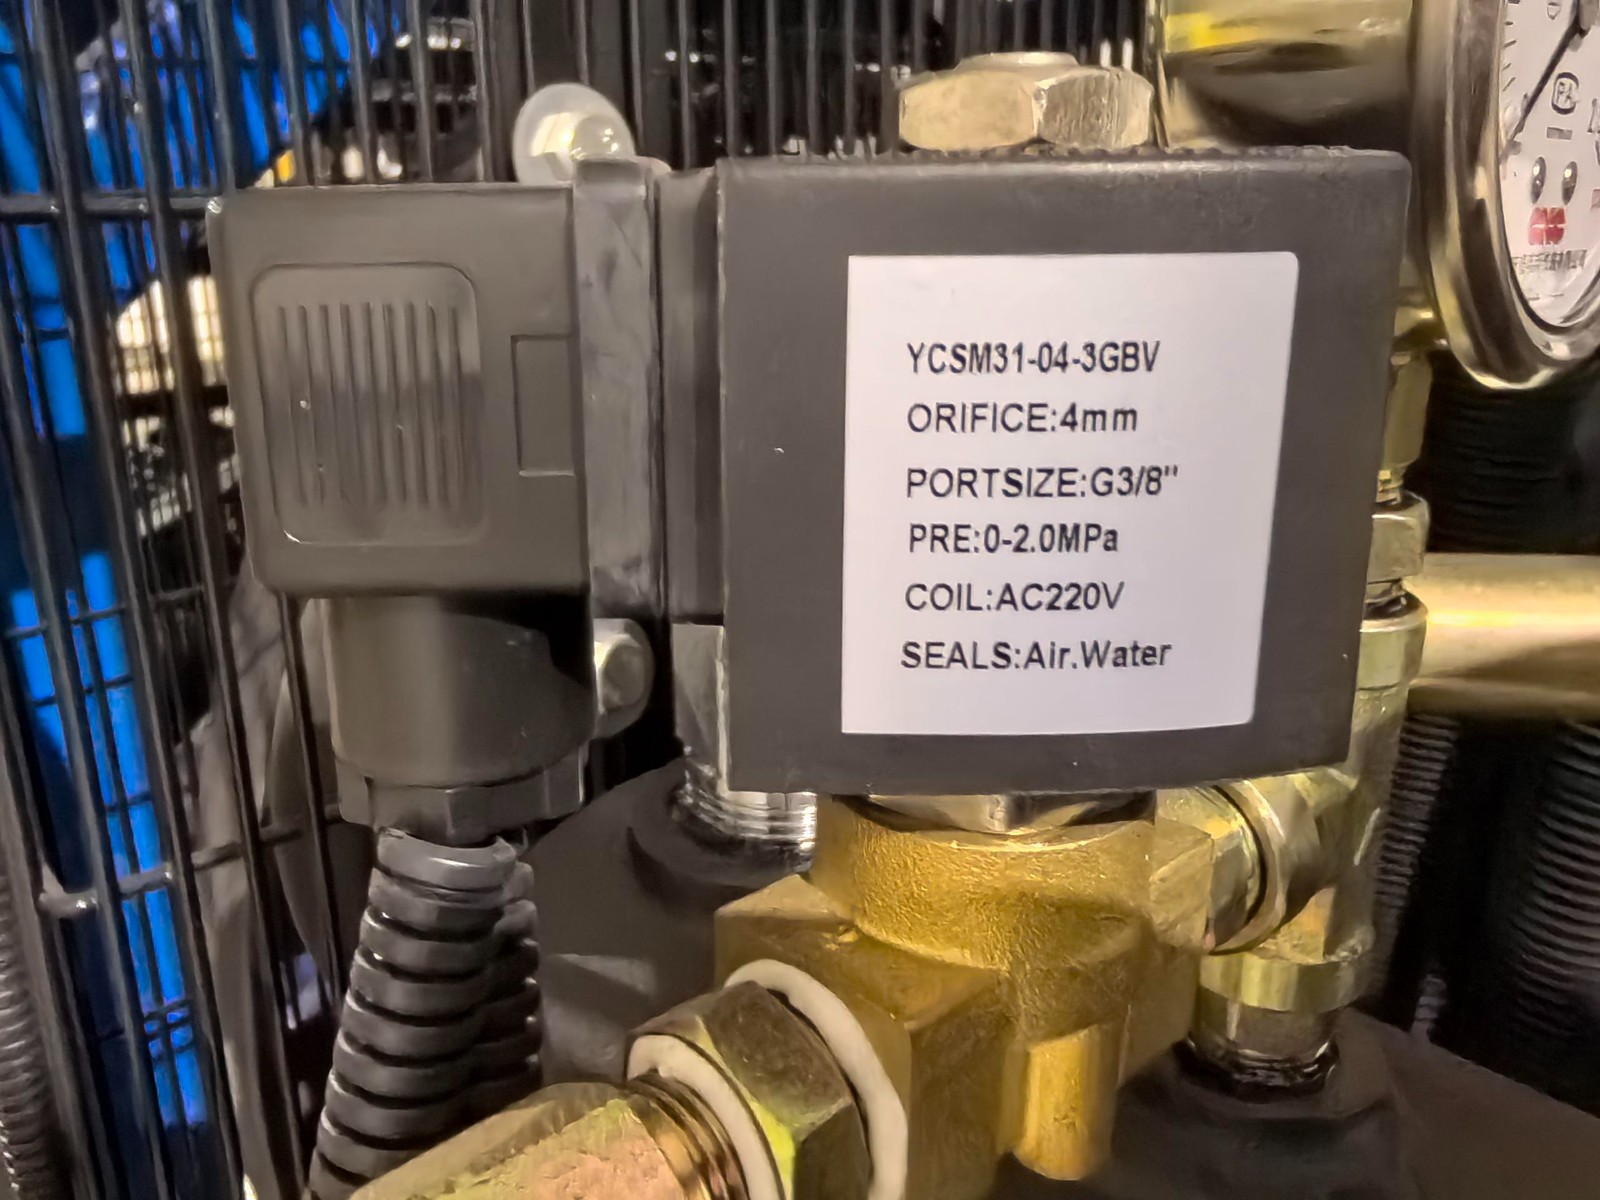 YCSM31-04-3GBV
ORIFICE:4mm
PORTSIZE:G3/8"
PRE:0-2.0MPa
COIL:AC220V
SEALS:Air.Water